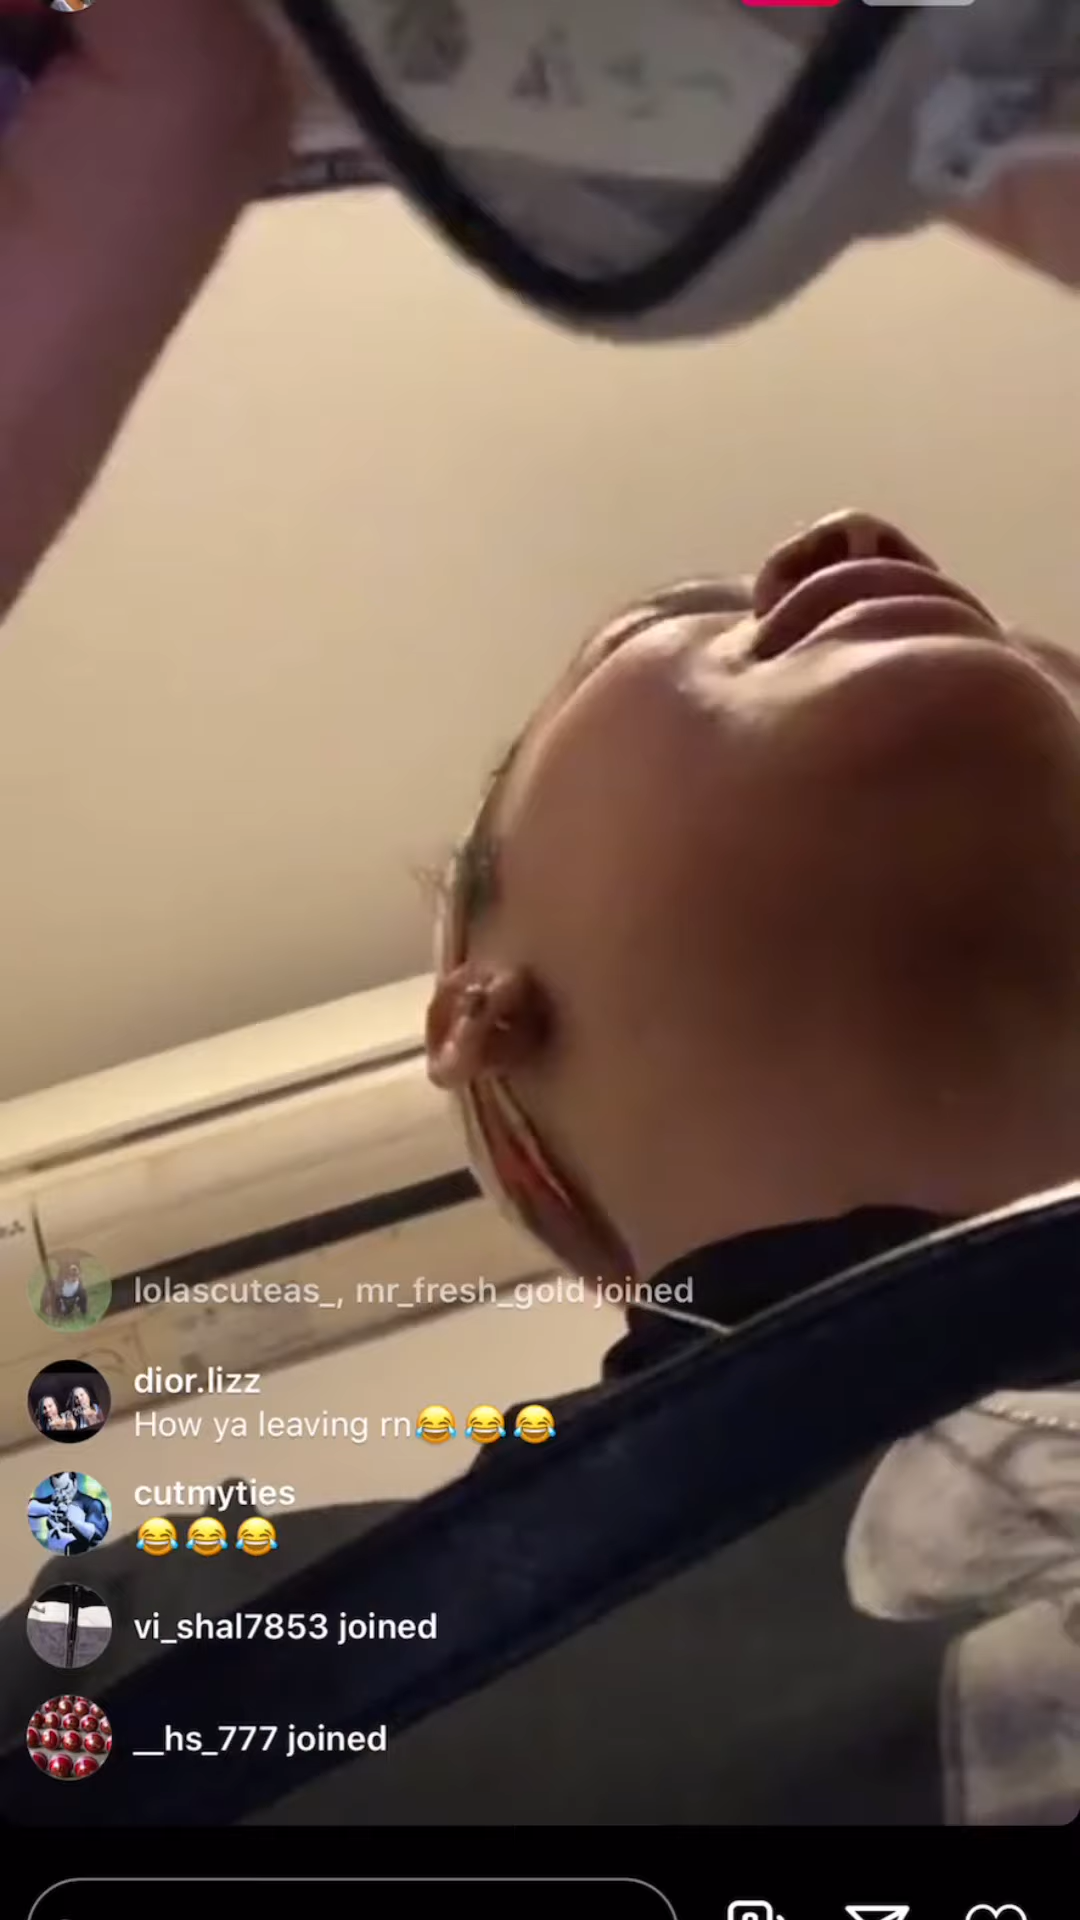 lolascuteas_, mr_fresh_gold joined
dior.lizz
How ya leaving rn😂😂😂
cutmyties
😂😂😂
vi_shal7853 joined
__hs_777 joined